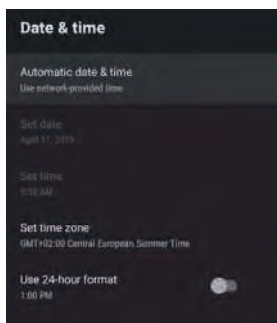 Date & time
Automatic date & time
Use network-provided time
Set date
April 17, 2019
Set time
Set time zone
GMT+02:00 Central European Summer Time
Use 24-hour format
1:00 PM